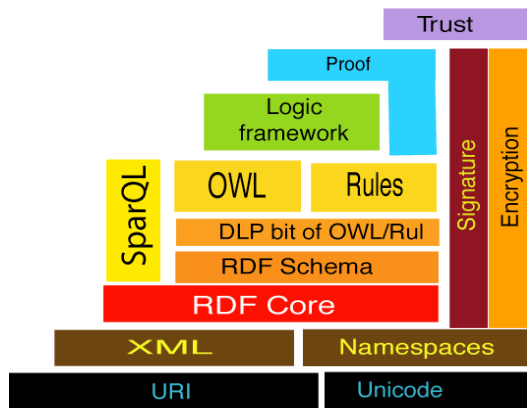 Trust
Proof
Logic
framework
Signature
Encryption
SparQL
OWL
Rules
DLP bit of OWL/Rul
RDF Schema
RDF Core
XML
Namespaces
URI
Unicode